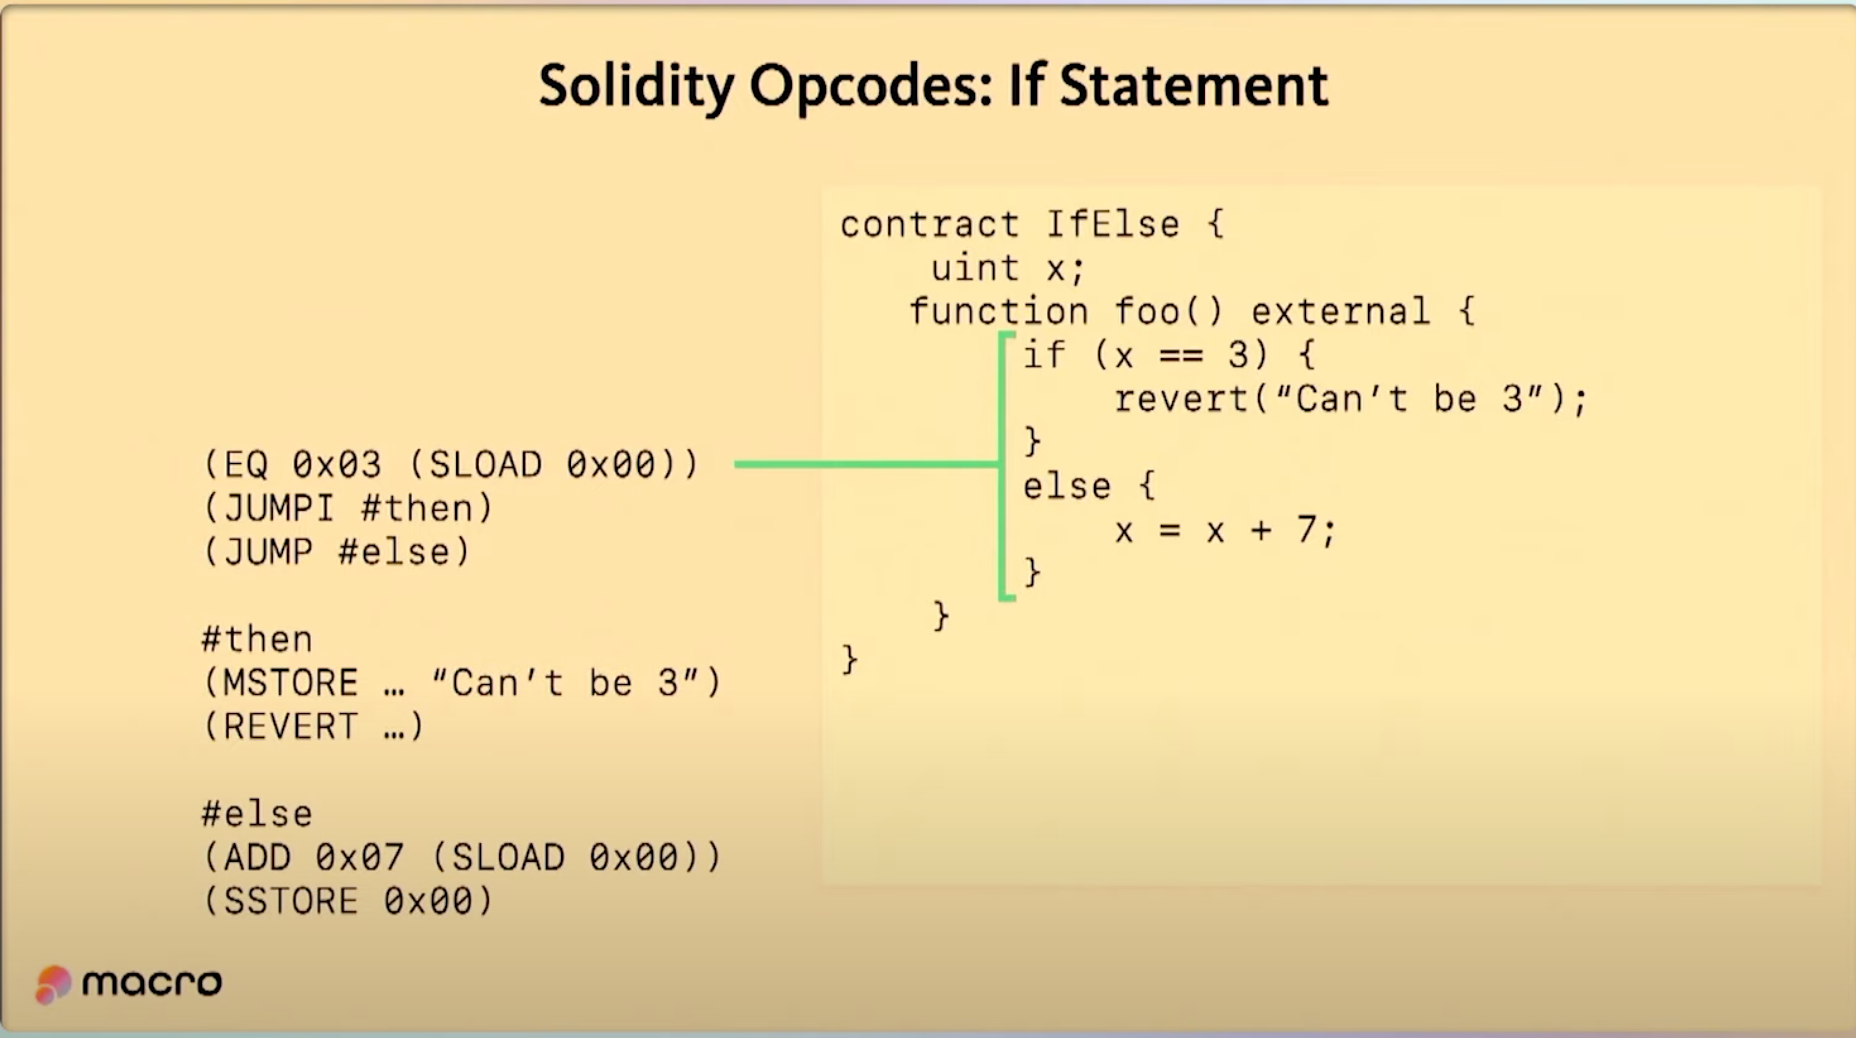 Solidity Opcodes: If Statement
(EQ 0x03 (SLOAD 0x00))
(JUMPI #then)
(JUMP #else)
#then
(MSTORE … “Can’t be 3”)
(REVERT …)
#else
(ADD 0x07 (SLOAD 0x00))
(SSTORE 0x00)
contract IfElse {
uint x;
function foo() external {
if (x == 3) {
revert(“Can’t be 3”);
}
else {
x = x + 7;
}
}
}
macro